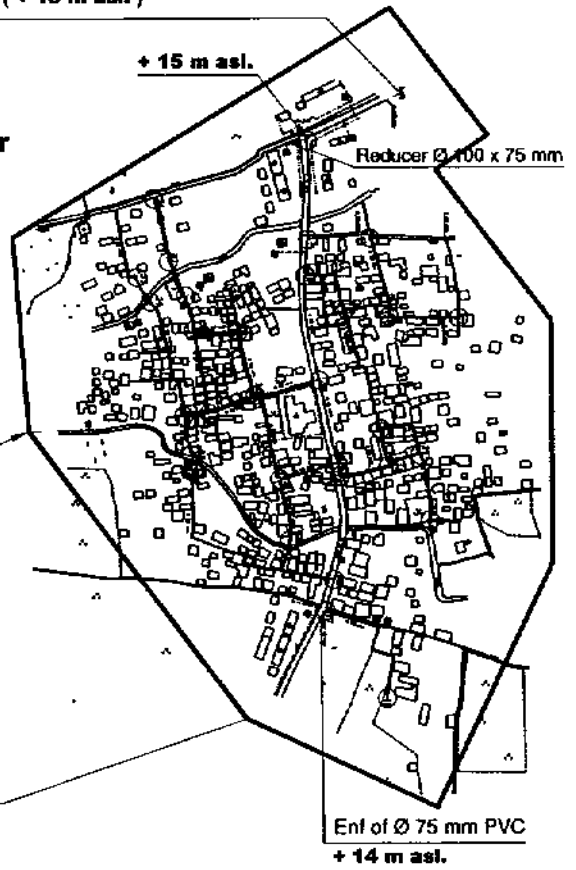 + 15 m asl.
Reducer Ø 100 x 75 mm
Enf of Ø 75 mm PVC
+ 14 m asl.